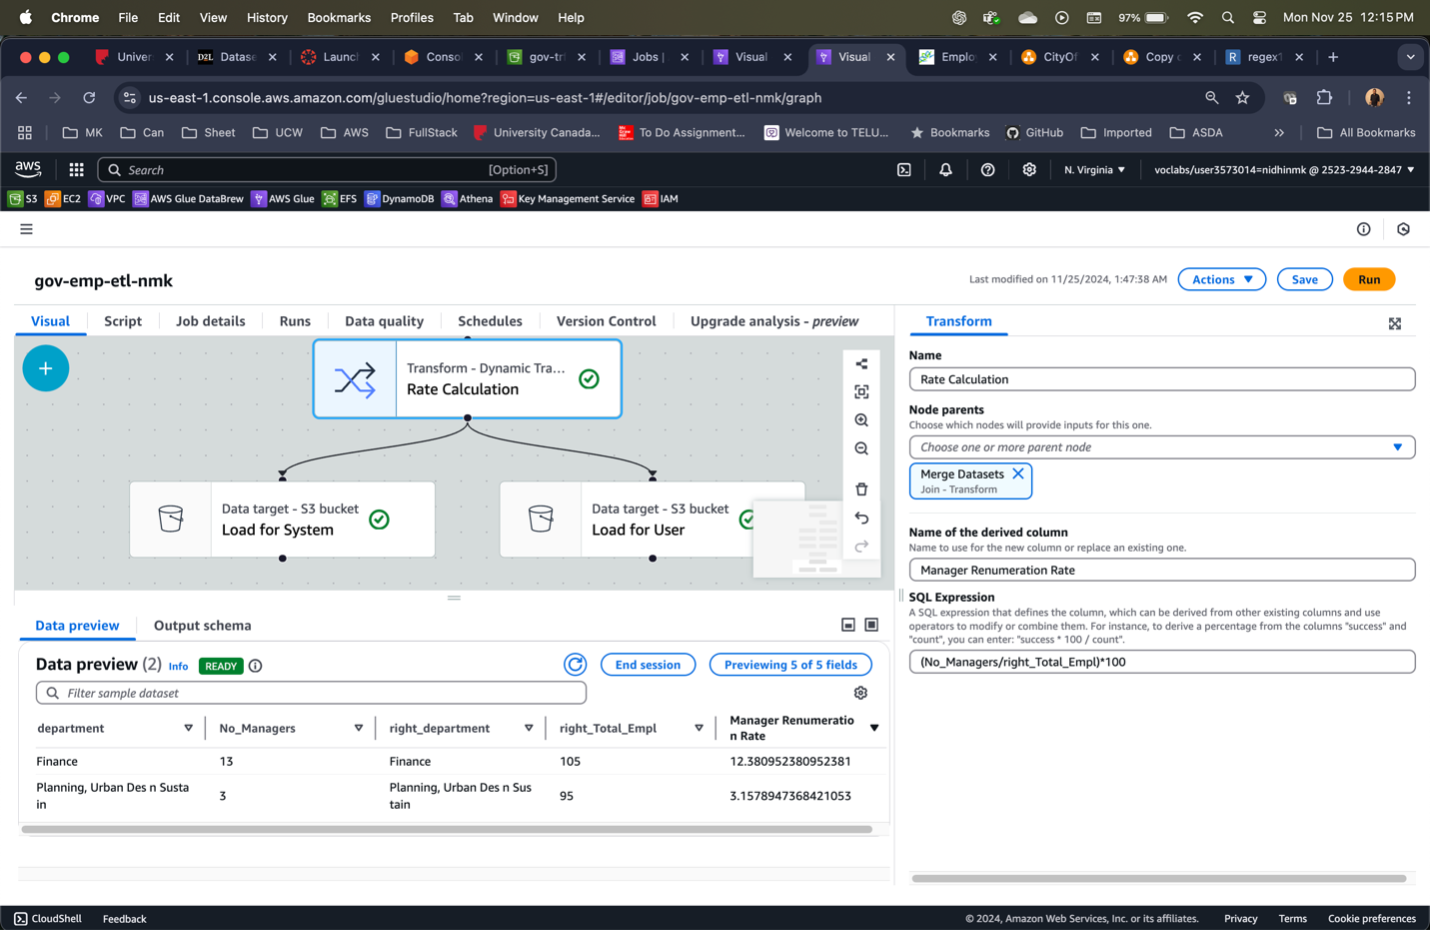 Chrome File Edit View History Bookmarks Profiles Tab Window Help 97% Mon Nov 25 12:15 PM
Univer D2L Datase Launch Conso gov-tri Jobs | Visual Visual Emplo CityOf Copy R regex1
us-east-1.console.aws.amazon.com/gluestudio/home?region=us-east-1#/editor/job/gov-emp-etl-nmk/graph
MK Can Sheet UCW AWS FullStack University Canada... To Do Assignment... Welcome to TELU... Bookmarks GitHub Imported ASDA » All Bookmarks
aws Search [Option+S] N. Virginia voclabs/user3573014=nidhinmk @ 2523-2944-2847
S3 EC2 VPC AWS Glue DataBrew AWS Glue EFS DynamoDB Athena Key Management Service IAM
gov-emp-etl-nmk
Last modified on 11/25/2024, 1:47:38 AM Actions Save Run
Visual Script Job details Runs Data quality Schedules Version Control Upgrade analysis - preview
Transform - Dynamic Tra...
Rate Calculation
Data target - S3 bucket
Load for System
Data target - S3 bucket
Load for User
Data preview Output schema
Data preview (2) Info READY End session Previewing 5 of 5 fields
Filter sample dataset
department No_Managers right_department right_Total_Empl Manager Renumeratio
n Rate
Finance 13 Finance 105 12.380952380952381
Planning, Urban Des n Susta
in 3 Planning, Urban Des n Sus
tain 95 3.1578947368421053
Transform
Name
Rate Calculation
Node parents
Choose which nodes will provide inputs for this one.
Choose one or more parent node
Merge Datasets
Join - Transform
Name of the derived column
Name to use for the new column or replace an existing one.
Manager Renumeration Rate
SQL Expression
A SQL expression that defines the column, which can be derived from other existing columns and use
operators to modify or combine them. For instance, to derive a percentage from the columns "success" and
"count", you can enter: "success * 100 / count".
(No_Managers/right_Total_Empl)*100
CloudShell Feedback © 2024, Amazon Web Services, Inc. or its affiliates. Privacy Terms Cookie preferences